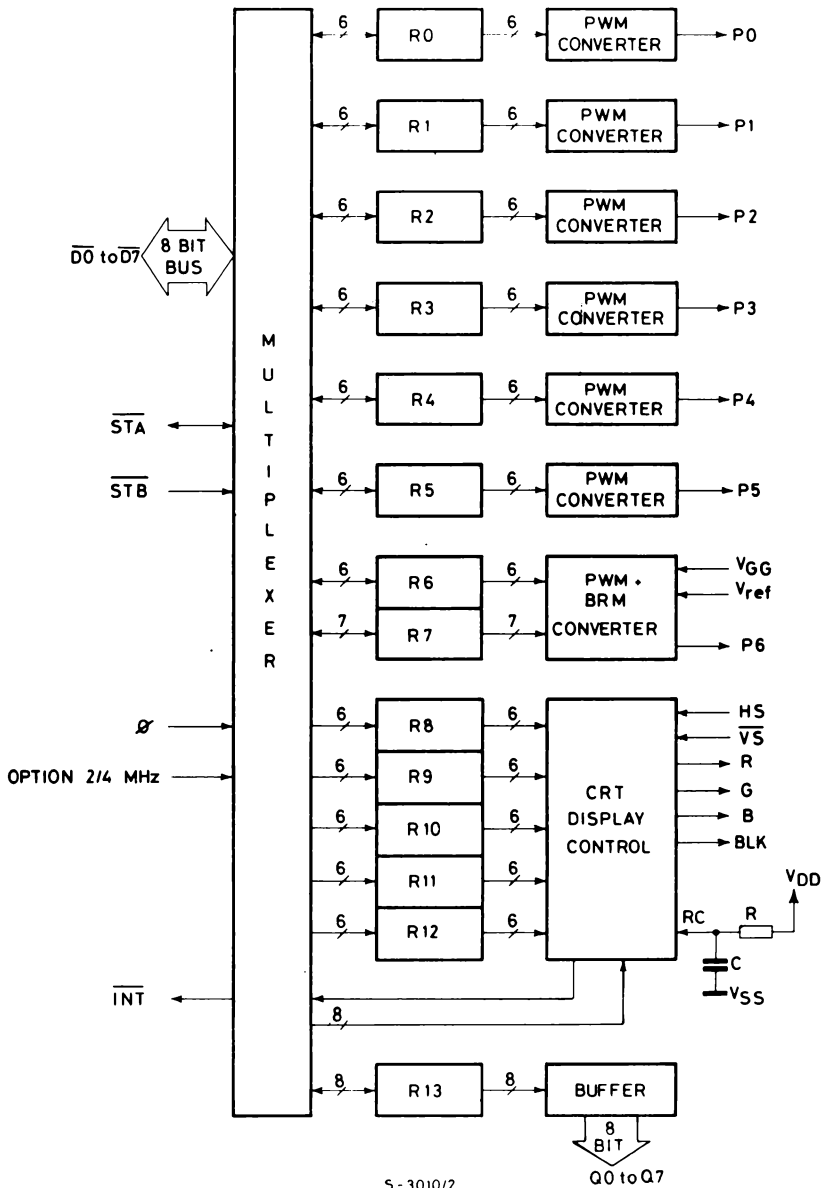 6 R0 6 PWM CONVERTER P0
6 R1 6 PWM CONVERTER P1
6 R2 6 PWM CONVERTER P2
D0 to D7 8 BIT BUS
6 R3 6 PWM CONVERTER P3
MULTIPLEXER
6 R4 6 PWM CONVERTER P4
STA
STB
6 R5 6 PWM CONVERTER P5
6 R6 6 PWM + BRM CONVERTER VGG
Vref
7 R7 7 P6
Ø 6 R8 6 HS
VS
OPTION 2/4 MHz 6 R9 6 R
CRT DISPLAY CONTROL
G
6 R10 6 B
BLK
6 R11 6
VDD
6 R12 6 RC R
C
VSS
INT
8
8 R13 8 BUFFER
8 BIT
Q0 to Q7
S-3010/2